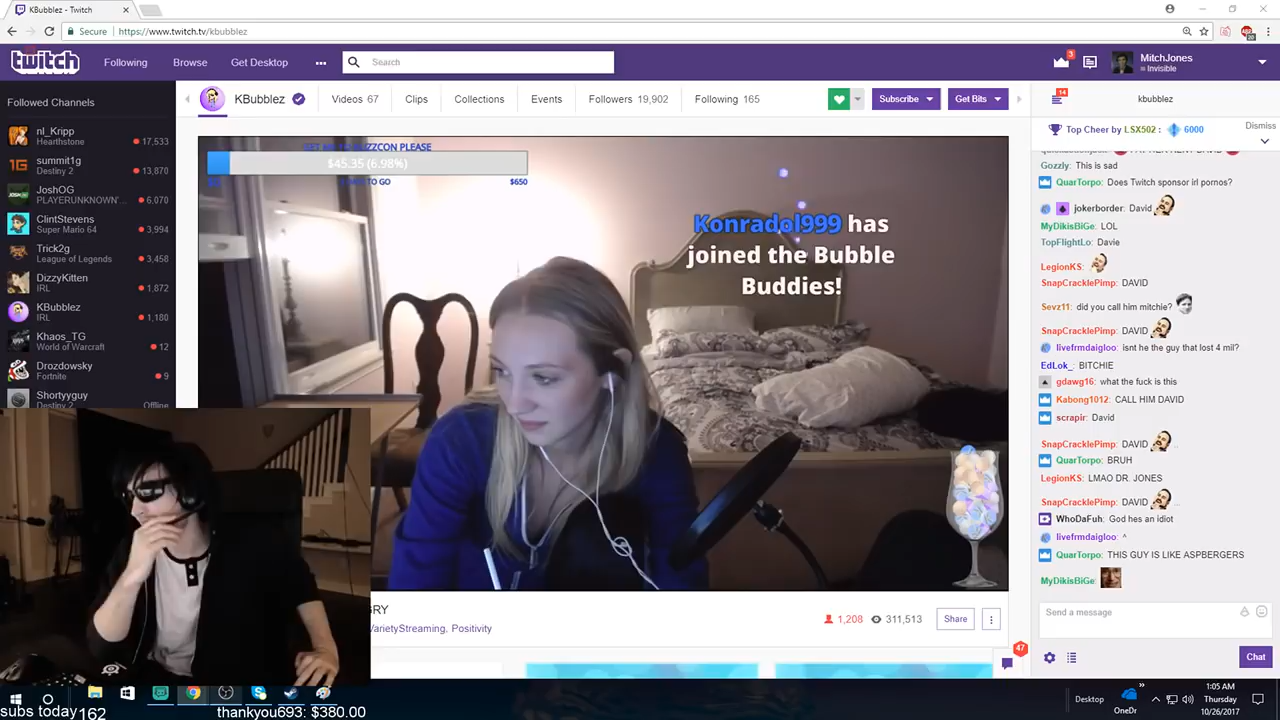 KBubblez - Twitch
Secure | https://www.twitch.tv/kbubblez
twitch
Following
Browse
Get Desktop
Search
3
MitchJones
Invisible
Followed Channels
nl_Kripp
Hearthstone
17,533
summit1g
Destiny 2
13,870
JoshOG
PLAYERUNKNOWN'...
6,070
ClintStevens
Super Mario 64
3,994
Trick2g
League of Legends
3,458
DizzyKitten
IRL
1,872
KBubblez
IRL
1,180
Khaos_TG
World of Warcraft
12
Drozdowsky
Fortnite
9
Shortyyguy
Destiny 2
Offline
KBubblez
Videos 67
Clips
Collections
Events
Followers 19,902
Following 165
Subscribe
Get Bits
PLEASE
$45.35 (6.98%)
TO GO
$650
Konradol999 has
joined the Bubble
Buddies!
GRY
VarietyStreaming, Positivity
1,208
311,513
Share
47
14
kbubblez
Top Cheer by LSX502 : 6000
Dismiss
Gozzly: This is sad
QuarTorpo: Does Twitch sponsor irl pornos?
jokerborder: David
MyDikisBiGe: LOL
TopFlightLo: Davie
LegionKS:
SnapCracklePimp: DAVID
Sevz11: did you call him mitchie?
SnapCracklePimp: DAVID
livefrmdaigloo: isnt he the guy that lost 4 mil?
EdLok_: BITCHIE
gdawg16: what the fuck is this
Kabong1012: CALL HIM DAVID
scrapir: David
SnapCracklePimp: DAVID
QuarTorpo: BRUH
LegionKS: LMAO DR. JONES
SnapCracklePimp: DAVID
WhoDaFuh: God hes an idiot
livefrmdaigloo: ^
QuarTorpo: THIS GUY IS LIKE ASPBERGERS
MyDikisBiGe:
Send a message
Chat
subs today 162
thankyou693: $380.00
Desktop
OneDr
1:05 AM
Thursday
10/26/2017